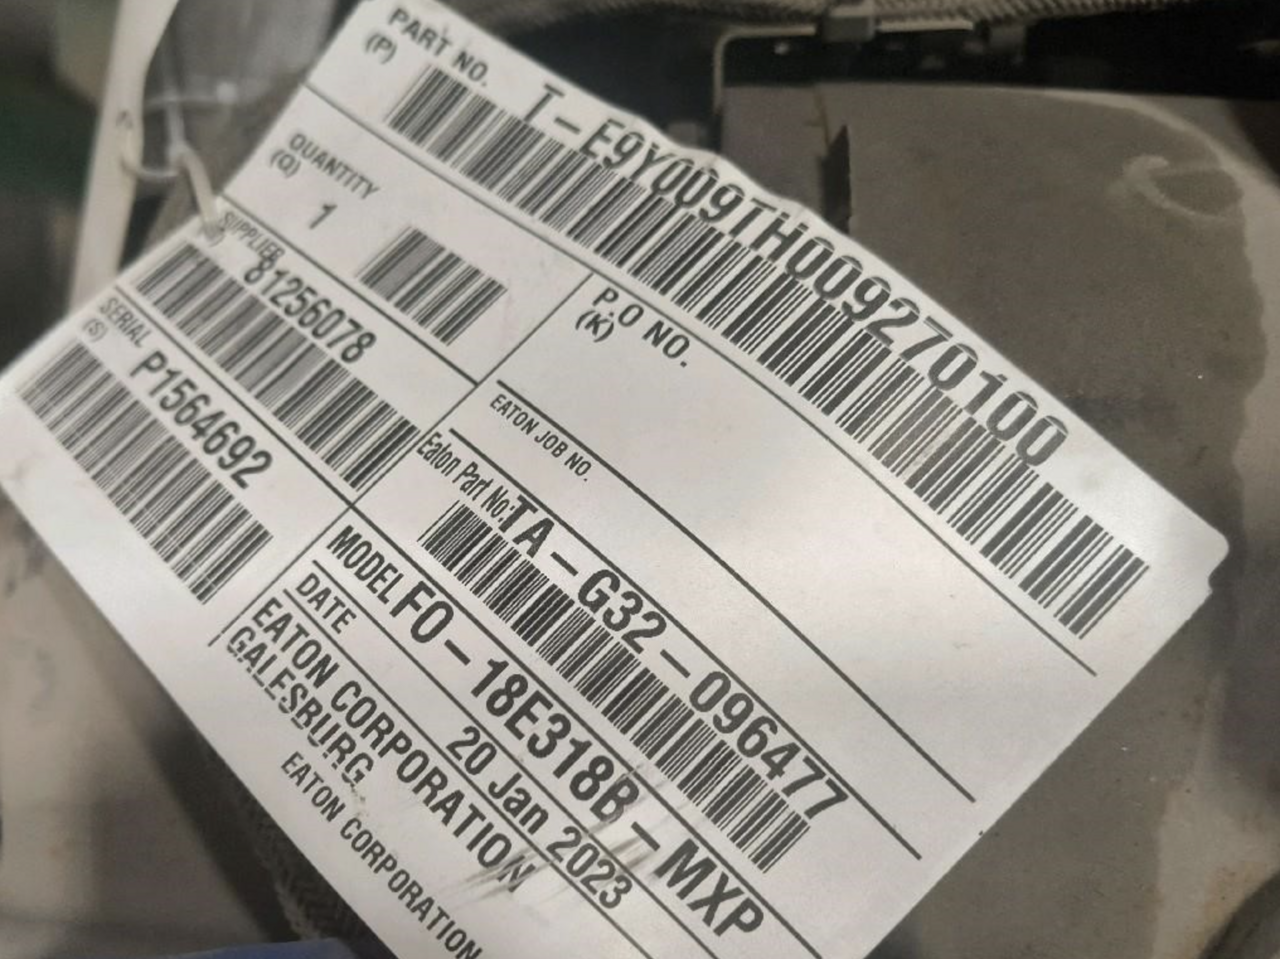 PART NO. T-E9Y009TH009270100
(P)
QUANTITY
(Q)
1
P.O NO.
(K)
SUPPLIER
81256078
EATON JOB NO.
SERIAL
(S)
P1564692
Eaton Part No: TA-G32-096477
MODEL FO-18E318B-MXP
DATE 20 Jan 2023
EATON CORPORATION
GALESBURG
EATON CORPORATION